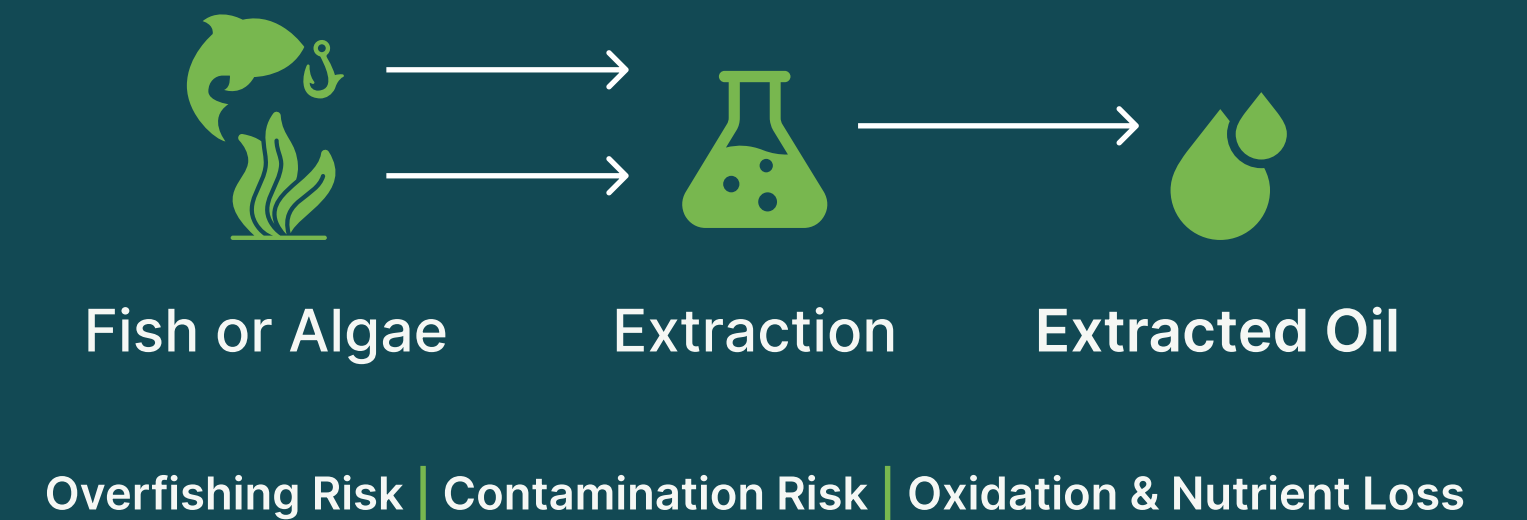 Fish or Algae
Extraction
Extracted Oil
Overfishing Risk | Contamination Risk | Oxidation & Nutrient Loss